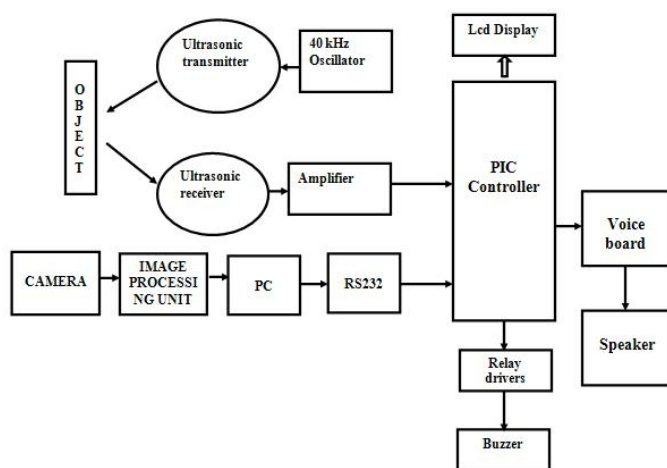 Lcd Display
Ultrasonic
transmitter
40 kHz
Oscillator
O
B
J
E
C
T
Ultrasonic
receiver
Amplifier
PIC
Controller
Voice
board
CAMERA
IMAGE
PROCESSI
NG UNIT
PC
RS232
Speaker
Relay
drivers
Buzzer